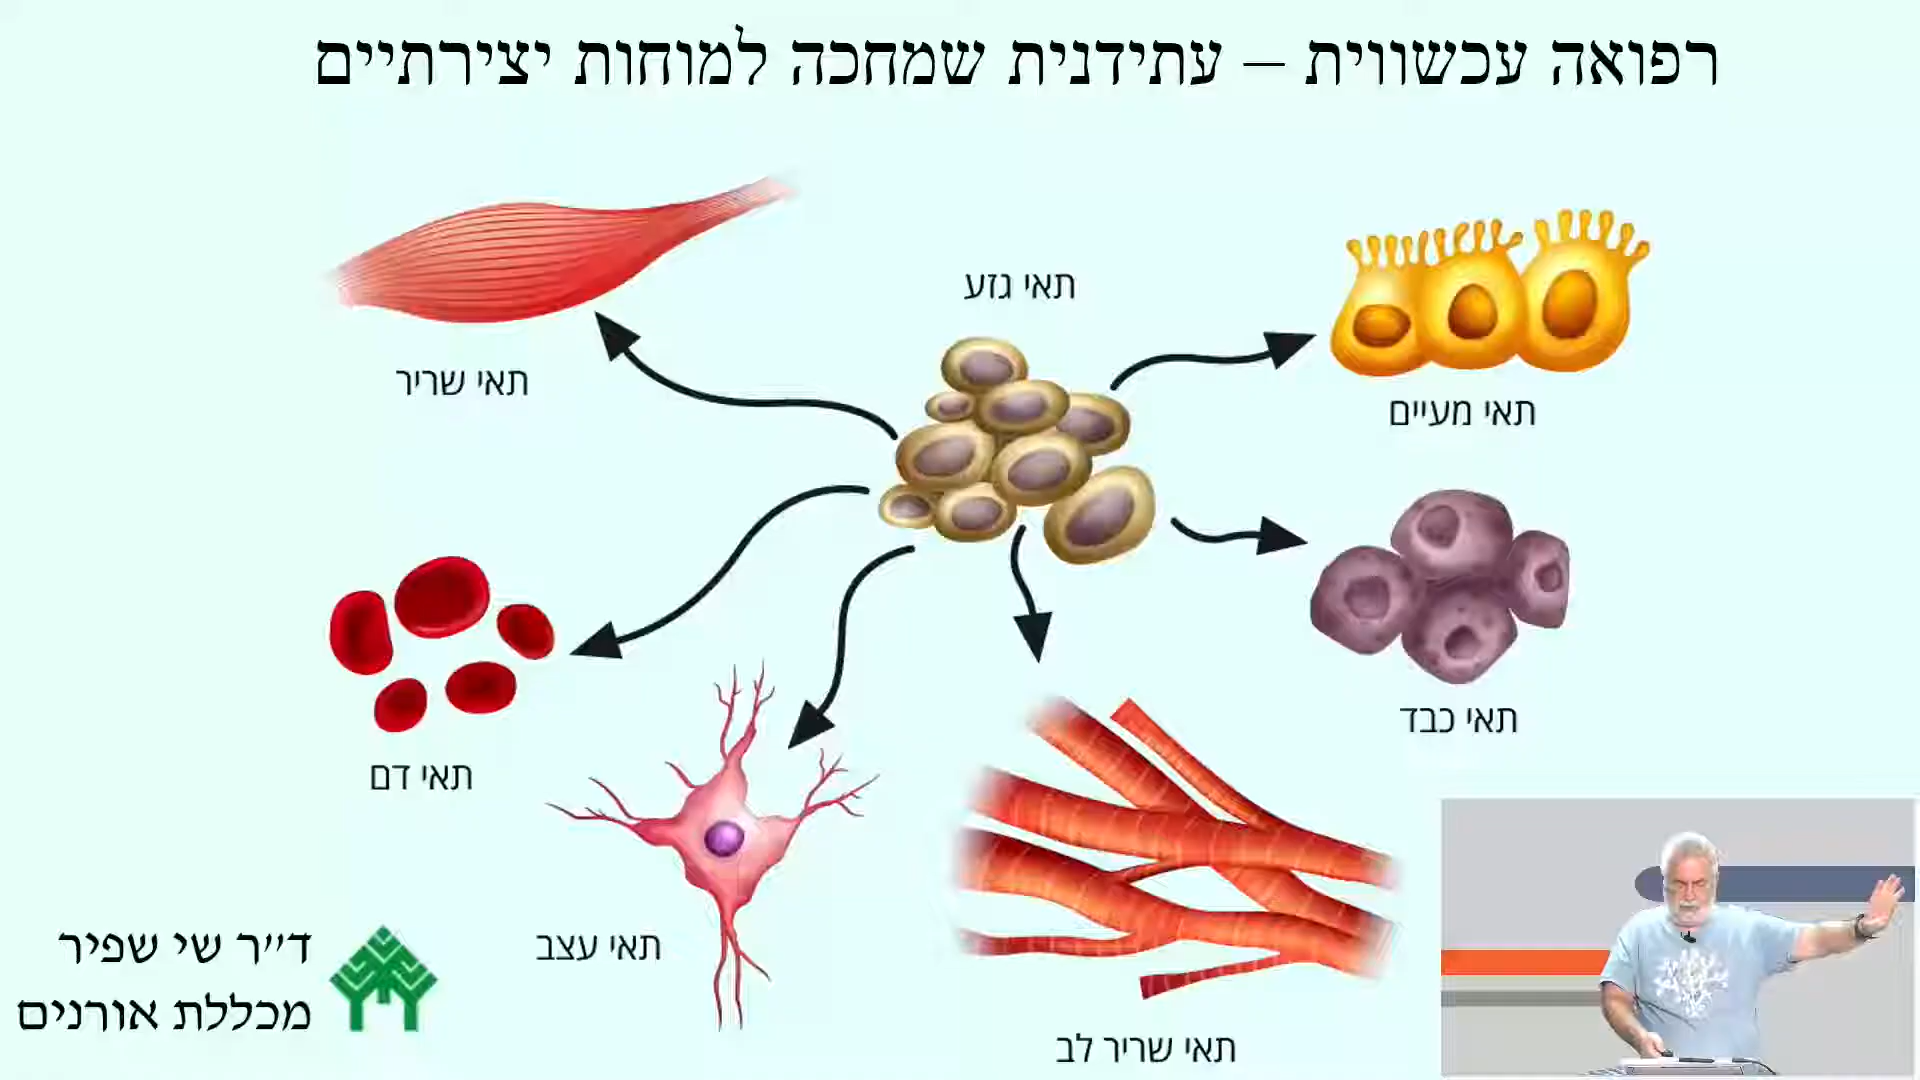 רפואה עכשווית – עתידנית שמחכה למוחות יצירתיים
תאי גזע
תאי שריר
תאי מעיים
תאי כבד
תאי דם
תאי עצב
תאי שריר לב
ד״ר שי שפיר
מכללת אורנים